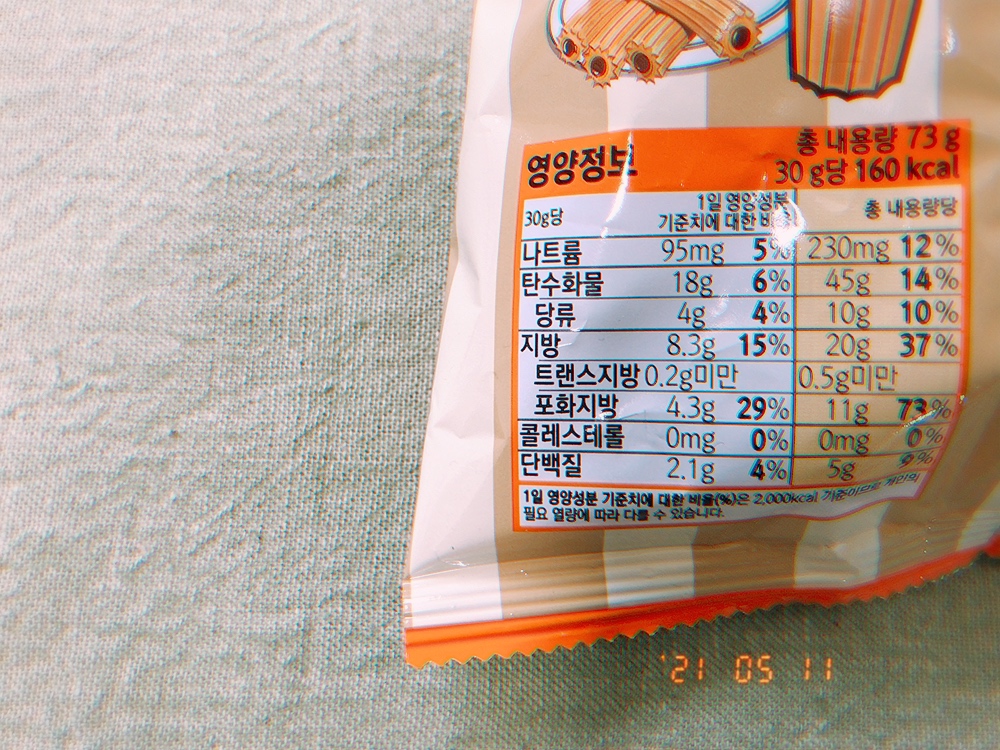 영양정보
총 내용량 73 g
30 g당 160 kcal
30g당 1일 영양성분 기준치에 대한 비율 총 내용량당
나트륨 95mg 5% 230mg 12%
탄수화물 18g 6% 45g 14%
당류 4g 4% 10g 10%
지방 8.3g 15% 20g 37%
트랜스지방 0.2g미만 0.5g미만
포화지방 4.3g 29% 11g 73%
콜레스테롤 0mg 0% 0mg 0%
단백질 2.1g 4% 5g 9%
1일 영양성분 기준치에 대한 비율(%)은 2,000kcal 기준이므로 개인의
필요 열량에 따라 다를 수 있습니다.
'21 05 11